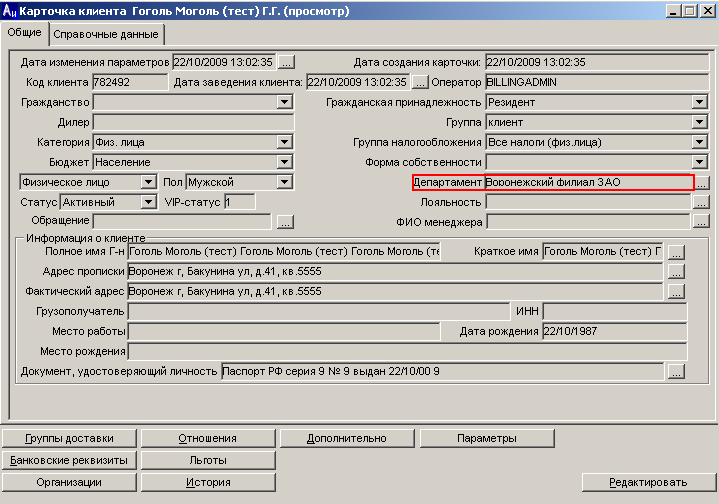 Карточка клиента Гоголь Моголь (тест) Г.Г. (просмотр)
Общие Справочные данные
Дата изменения параметров 22/10/2009 13:02:35 ... Дата создания карточки: 22/10/2009 13:02:35
Код клиента 782492 Дата заведения клиента: 22/10/2009 13:02:35 ... Оператор BILLINGADMIN
Гражданство Гражданская принадлежность Резидент
Дилер Группа клиент
Категория Физ. лица Группа налогообложения Все налоги (физ.лица)
Бюджет Население Форма собственности
Физическое лицо Пол Мужской Департамент Воронежский филиал ЗАО ...
Статус Активный VIP-статус 1 Лояльность ...
Обращение ... ФИО менеджера ...
Информация о клиенте
Полное имя Г-н Гоголь Моголь (тест) Гоголь Моголь (тест) Гоголь Моголь (те Краткое имя Гоголь Моголь (тест) Г ...
Адрес прописки Воронеж г, Бакунина ул, д.41, кв.5555 ...
Фактический адрес Воронеж г, Бакунина ул, д.41, кв.5555 ...
Грузополучатель ИНН
Место работы Дата рождения 22/10/1987
Место рождения
Документ, удостоверяющий личность Паспорт РФ серия 9 № 9 выдан 22/10/00 9 ...
Группы доставки Отношения Дополнительно Параметры
Банковские реквизиты Льготы
Организации История Редактировать